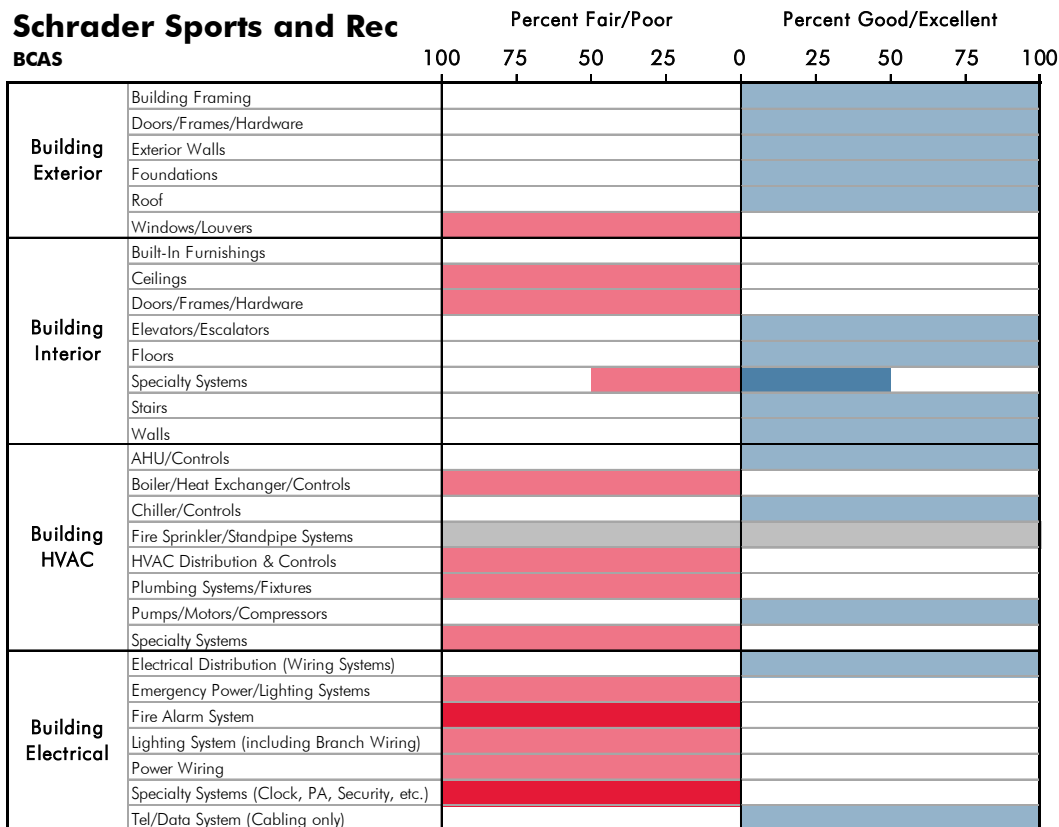 Schrader Sports and Rec
Percent Fair/Poor
Percent Good/Excellent
BCAS
100 75 50 25 0 25 50 75 100
Building Exterior
Building Framing
Doors/Frames/Hardware
Exterior Walls
Foundations
Roof
Windows/Louvers
Building Interior
Built-In Furnishings
Ceilings
Doors/Frames/Hardware
Elevators/Escalators
Floors
Specialty Systems
Stairs
Walls
Building HVAC
AHU/Controls
Boiler/Heat Exchanger/Controls
Chiller/Controls
Fire Sprinkler/Standpipe Systems
HVAC Distribution & Controls
Plumbing Systems/Fixtures
Pumps/Motors/Compressors
Specialty Systems
Building Electrical
Electrical Distribution (Wiring Systems)
Emergency Power/Lighting Systems
Fire Alarm System
Lighting System (including Branch Wiring)
Power Wiring
Specialty Systems (Clock, PA, Security, etc.)
Tel/Data System (Cabling only)